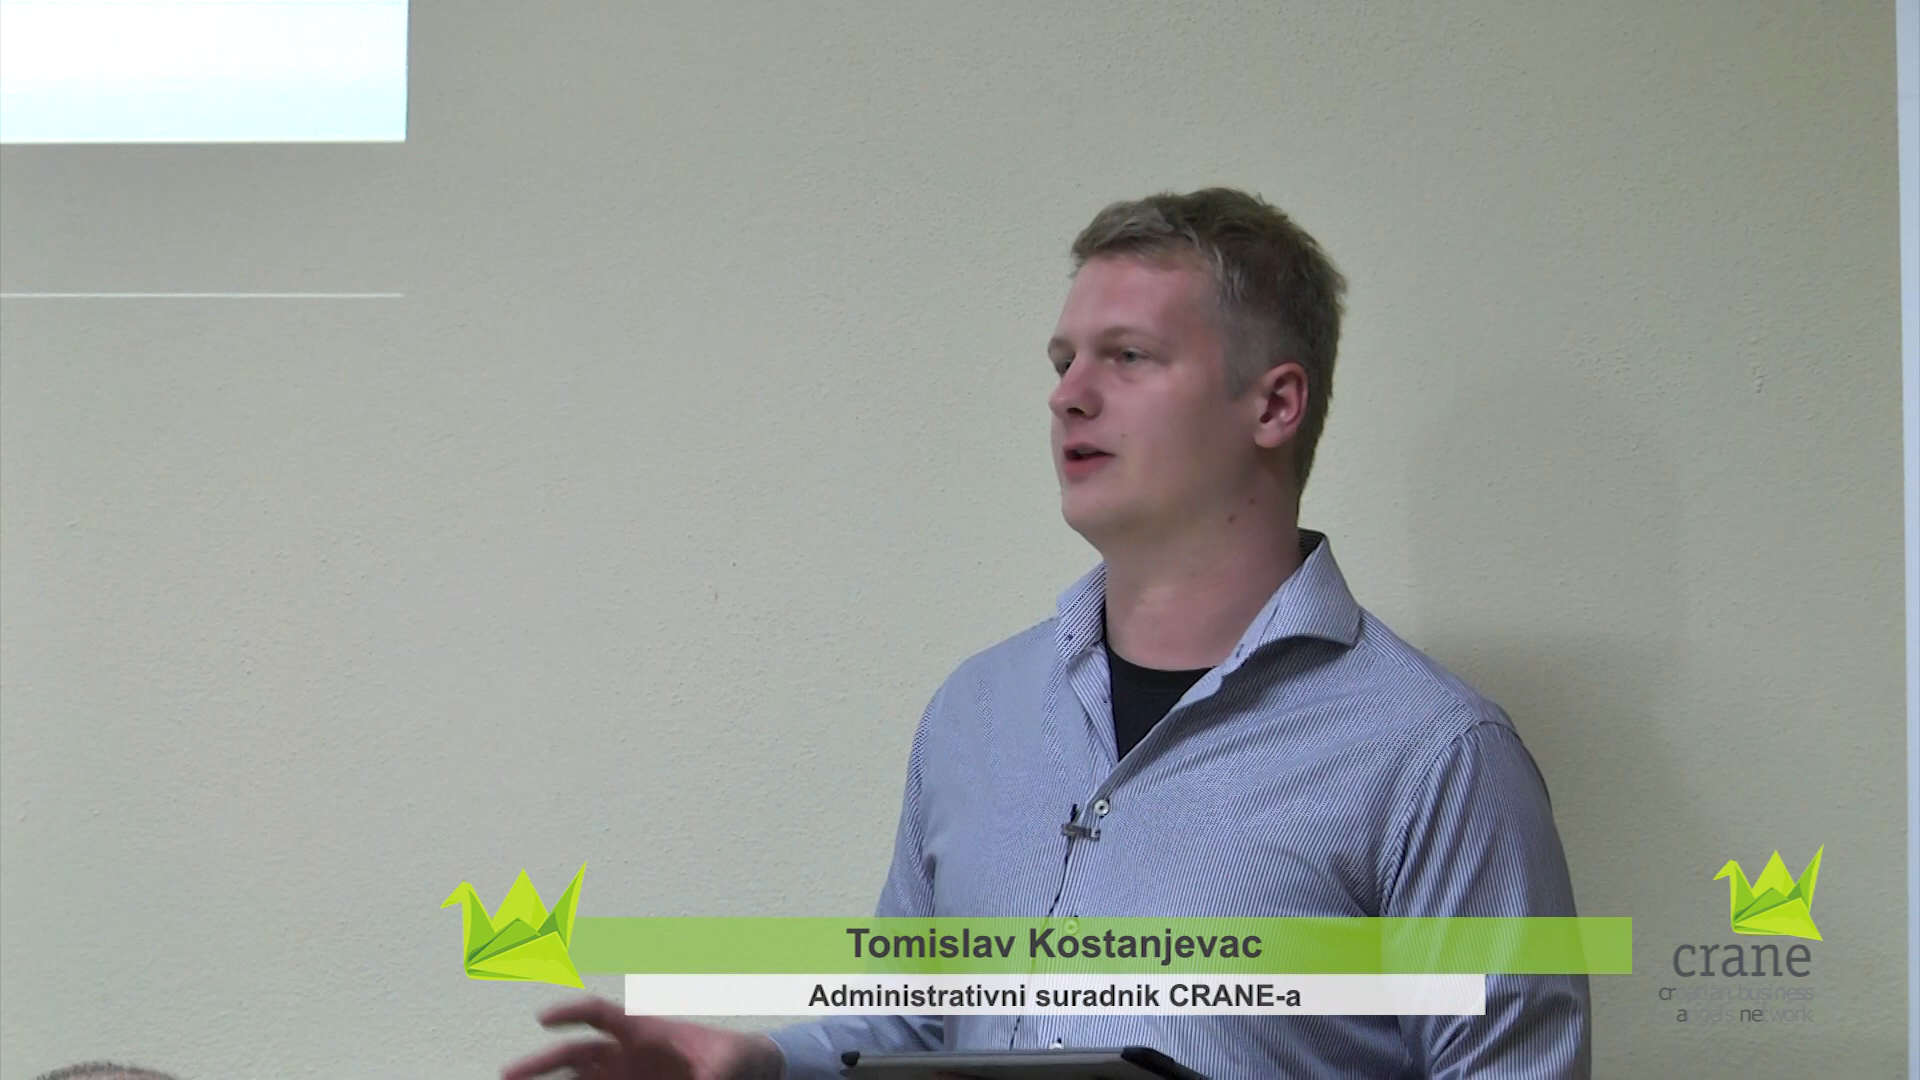 Tomislav Kostanjevac
Administrativni suradnik CRANE-a
crane
croatian business
angels network